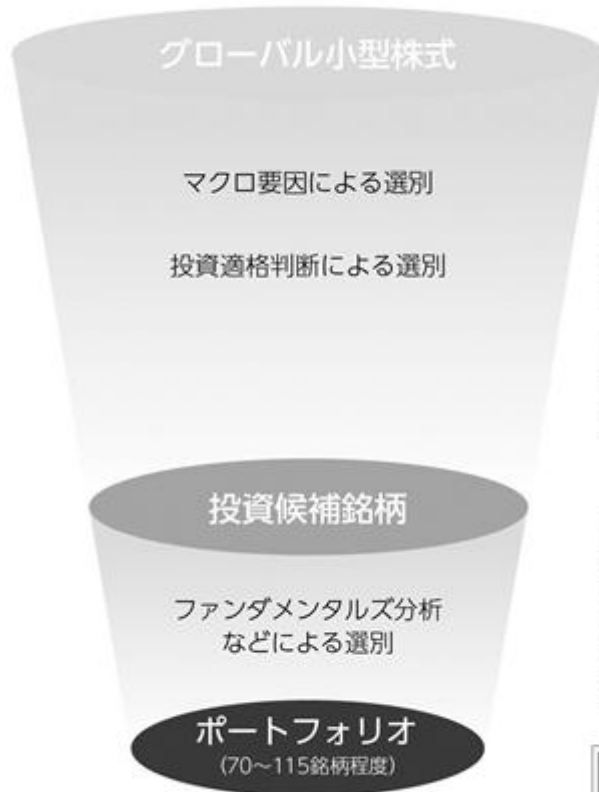 グローバル小型株式
マクロ要因による選別
投資適格判断による選別
投資候補銘柄
ファンダメンタルズ分析
などによる選別
ポートフォリオ
(70～115銘柄程度)